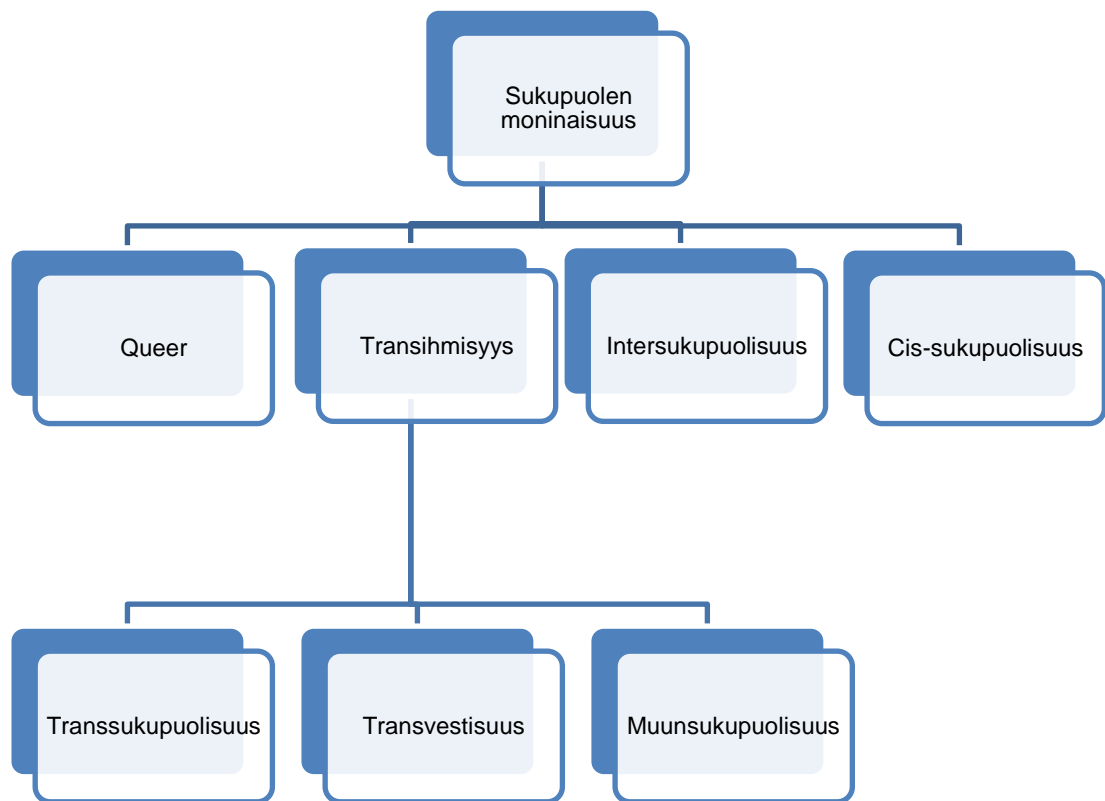 Sukupuolen
moninaisuus
Queer
Transihmisyys
Intersukupuolisuus
Cis-sukupuolisuus
Transsukupuolisuus
Transvestisuus
Muunsukupuolisuus